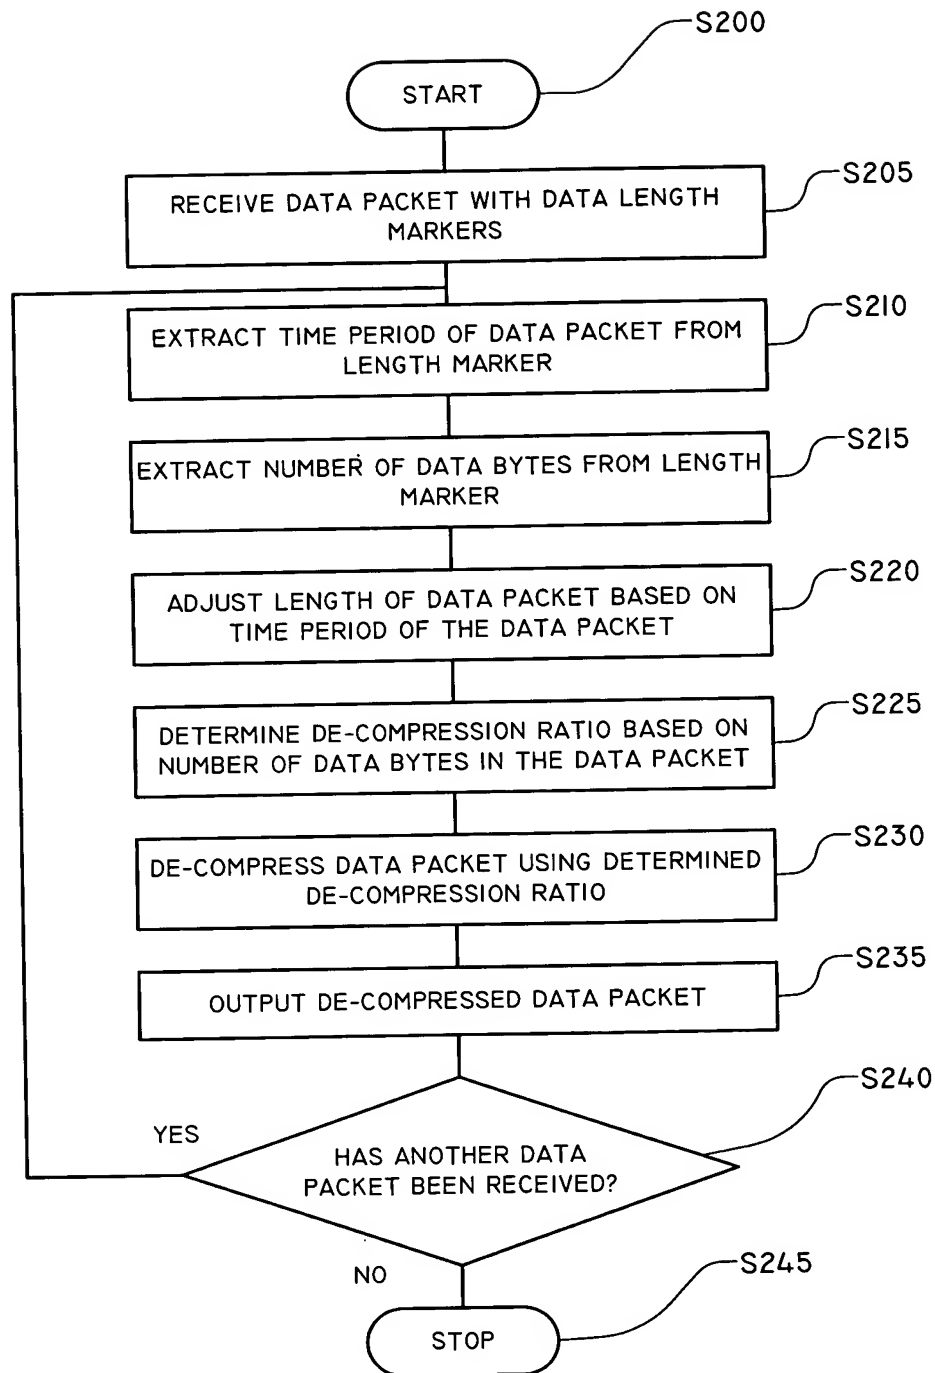 S200
START
S205
RECEIVE DATA PACKET WITH DATA LENGTH
MARKERS
S210
EXTRACT TIME PERIOD OF DATA PACKET FROM
LENGTH MARKER
S215
EXTRACT NUMBER OF DATA BYTES FROM LENGTH
MARKER
S220
ADJUST LENGTH OF DATA PACKET BASED ON
TIME PERIOD OF THE DATA PACKET
S225
DETERMINE DE-COMPRESSION RATIO BASED ON
NUMBER OF DATA BYTES IN THE DATA PACKET
S230
DE-COMPRESS DATA PACKET USING DETERMINED
DE-COMPRESSION RATIO
S235
OUTPUT DE-COMPRESSED DATA PACKET
S240
YES
HAS ANOTHER DATA
PACKET BEEN RECEIVED?
NO
S245
STOP